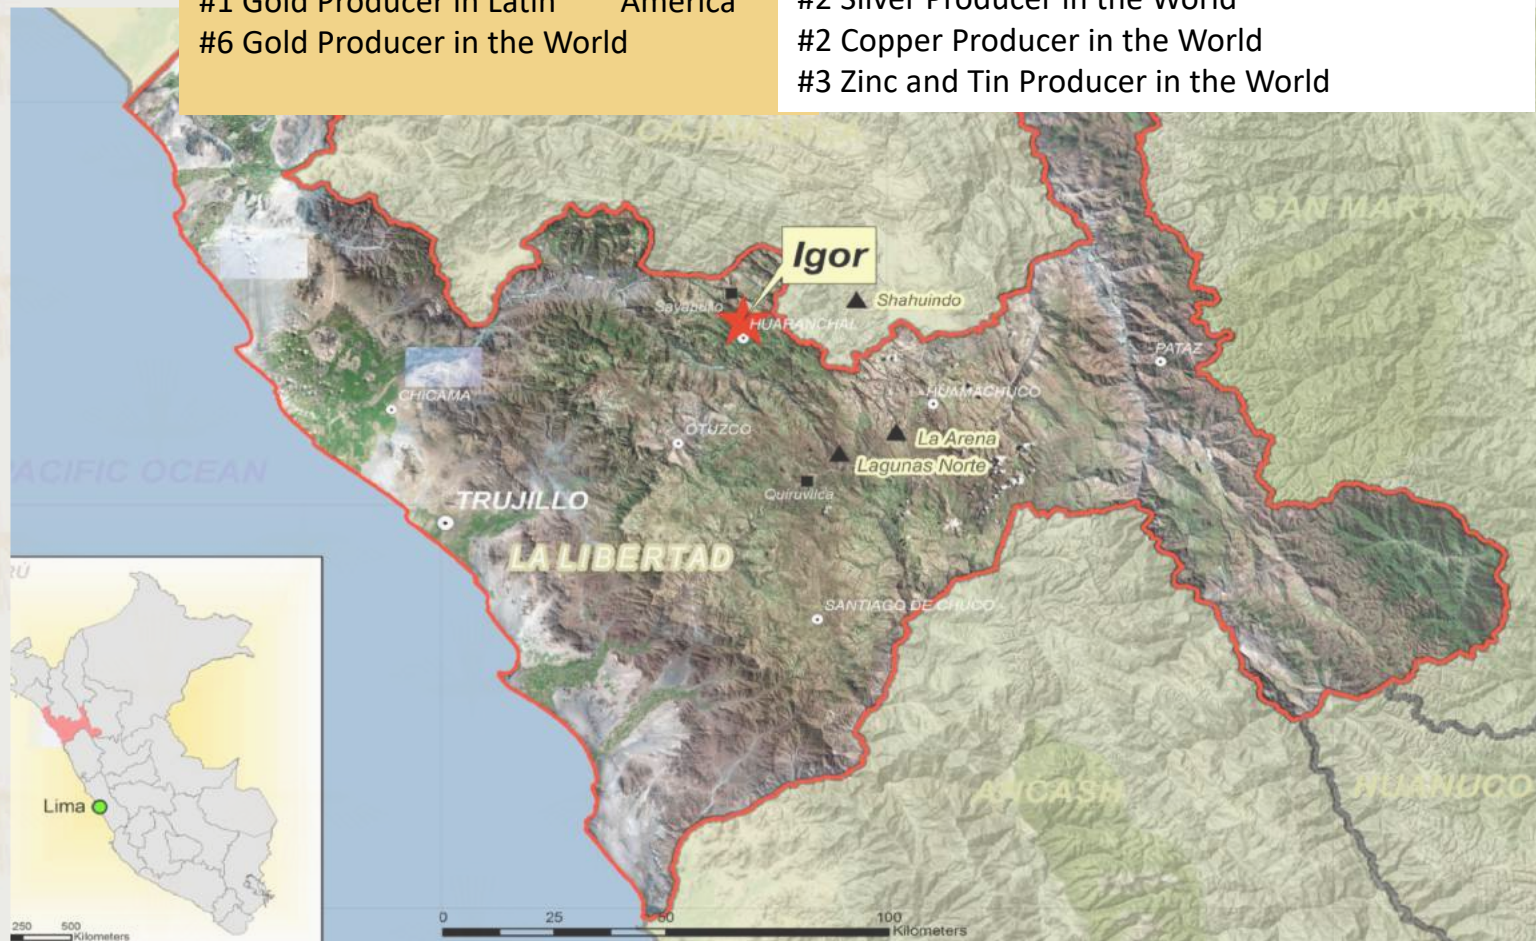 #1 Gold Producer in Latin America
#6 Gold Producer in the World
#2 Silver Producer in the World
#2 Copper Producer in the World
#3 Zinc and Tin Producer in the World
CAJAMARCA
SAN MARTIN
Igor
Sayapullo
Shahuindo
HUARANCHAL
PATAZ
CHICAMA
HUAMACHUCO
OTUZCO
La Arena
Lagunas Norte
PACIFIC OCEAN
Quiruvilca
TRUJILLO
LA LIBERTAD
RÚ
SANTIAGO DE CHUCO
ANCASH
HUANUCO
Lima
250 500
Kilometers
0 25 50 100
Kilometers